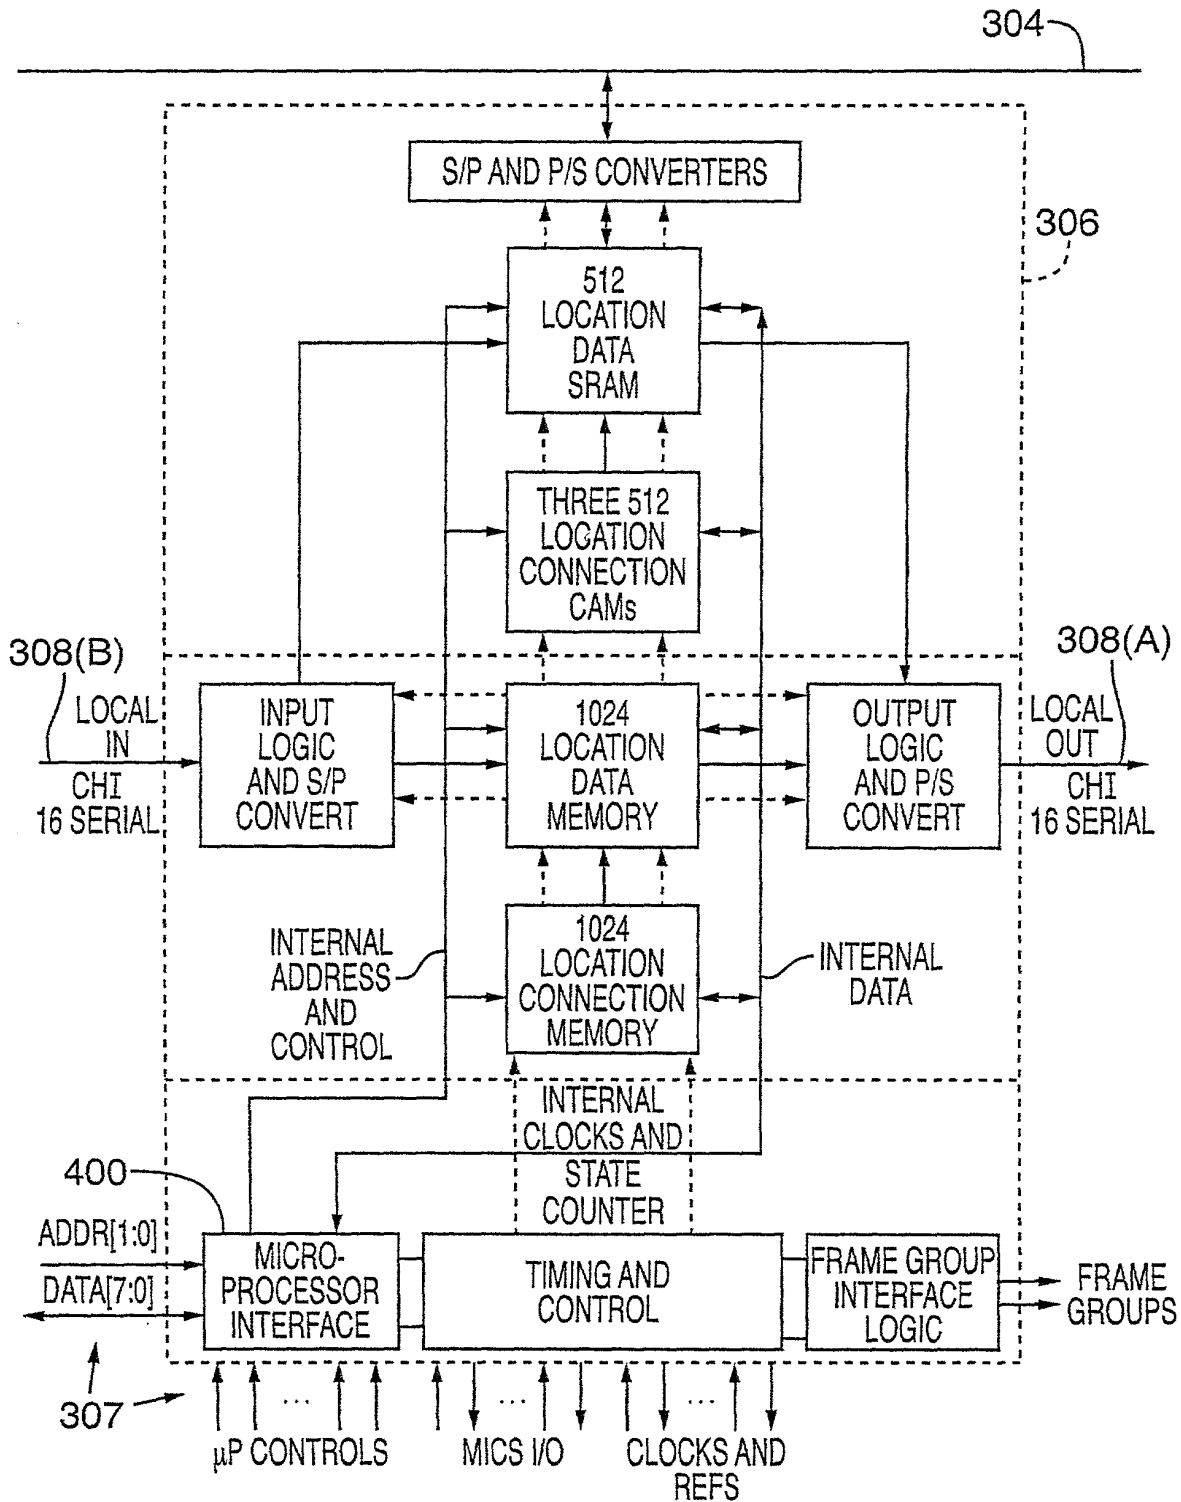 304
S/P AND P/S CONVERTERS
306
512
LOCATION
DATA
SRAM
THREE 512
LOCATION
CONNECTION
CAMs
308(B)
308(A)
LOCAL
IN
CHI
16 SERIAL
INPUT
LOGIC
AND S/P
CONVERT
1024
LOCATION
DATA
MEMORY
OUTPUT
LOGIC
AND P/S
CONVERT
LOCAL
OUT
CHI
16 SERIAL
INTERNAL
ADDRESS
AND
CONTROL
1024
LOCATION
CONNECTION
MEMORY
INTERNAL
DATA
INTERNAL
CLOCKS AND
STATE
COUNTER
400
ADDR[1:0]
DATA[7:0]
MICRO-
PROCESSOR
INTERFACE
TIMING AND
CONTROL
FRAME GROUP
INTERFACE
LOGIC
FRAME
GROUPS
307
...
...
...
µP CONTROLS
MICS I/O
CLOCKS AND
REFS